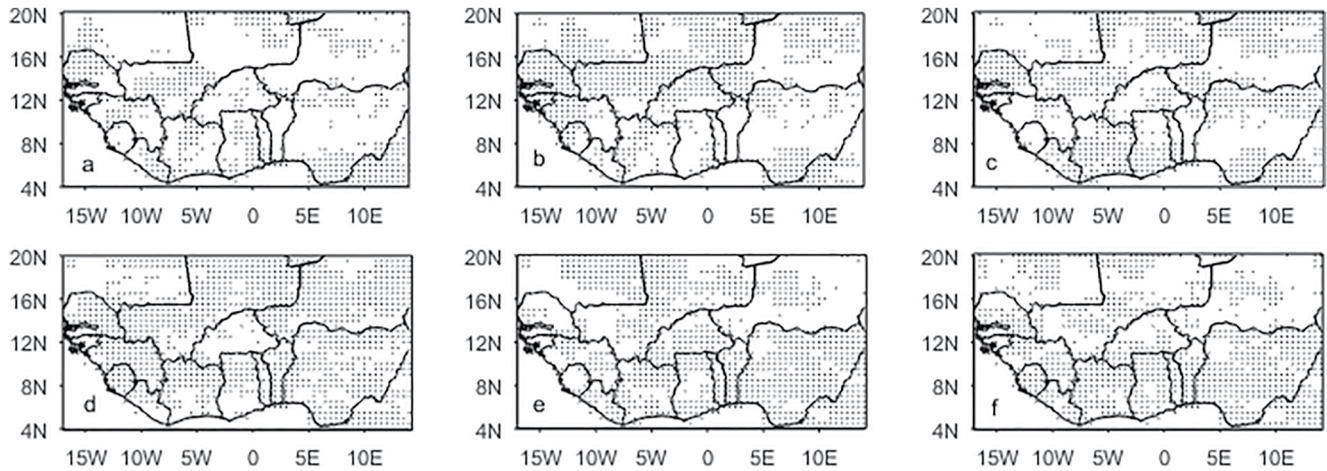 20N 20N 20N
16N 16N 16N
12N 12N 12N
8N 8N 8N
a b c
4N 4N 4N
15W 10W 5W 0 5E 10E 15W 10W 5W 0 5E 10E 15W 10W 5W 0 5E 10E
20N 20N 20N
16N 16N 16N
12N 12N 12N
8N 8N 8N
d e f
4N 4N 4N
15W 10W 5W 0 5E 10E 15W 10W 5W 0 5E 10E 15W 10W 5W 0 5E 10E